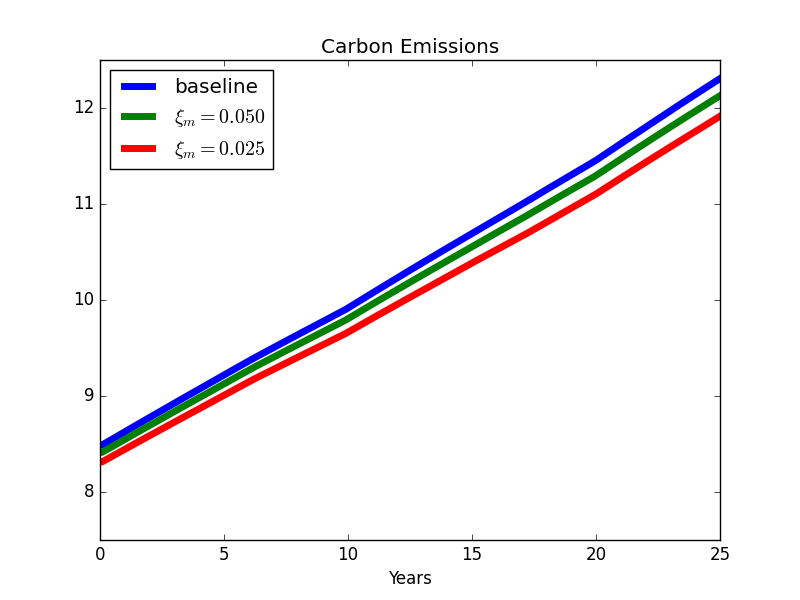 Carbon Emissions
baseline
ξₘ = 0.050
ξₘ = 0.025
12
11
10
9
8
0 5 10 15 20 25
Years